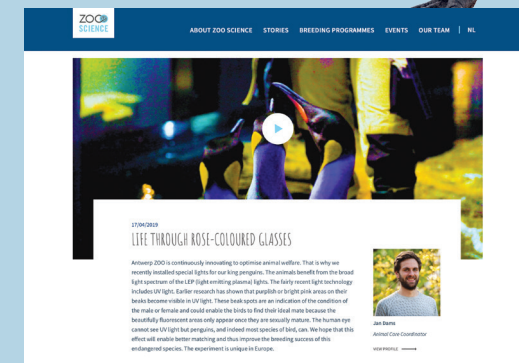 ZOO
SCIENCE
ABOUT ZOO SCIENCE STORIES BREEDING PROGRAMMES EVENTS OUR TEAM | NL
17/04/2019
LIFE THROUGH ROSE-COLOURED GLASSES
Antwerp ZOO is continuously innovating to optimise animal welfare. That is why we
recently installed special lights for our king penguins. The animals benefit from the broad
light spectrum of the LEP (light emitting plasma) lights. The fairly recent light technology
includes UV light. Earlier research has shown that purplish or bright pink areas on their
beaks become visible in UV light. These beak spots are an indication of the condition of
the male or female and could enable the birds to find their ideal mate because the
beautifully fluorescent areas only appear once they are sexually mature. The human eye
cannot see UV light but penguins, and indeed most species of bird, can. We hope that this
effect will enable better matching and thus improve the breeding success of this
endangered species. The experiment is unique in Europe.
Jan Dams
Animal Care Coordinator
VIEW PROFILE